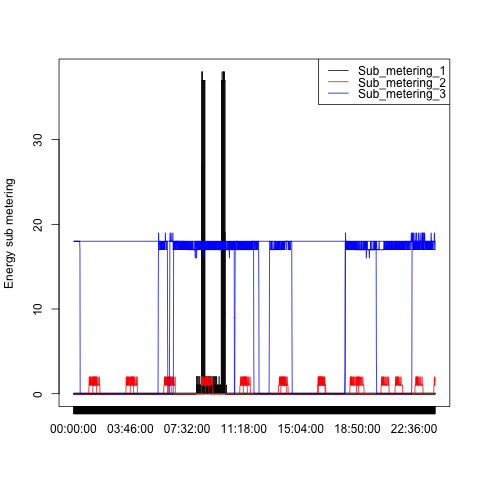 Sub_metering_1
Sub_metering_2
Sub_metering_3
Energy sub metering
30
20
10
0
00:00:00 03:46:00 07:32:00 11:18:00 15:04:00 18:50:00 22:36:00